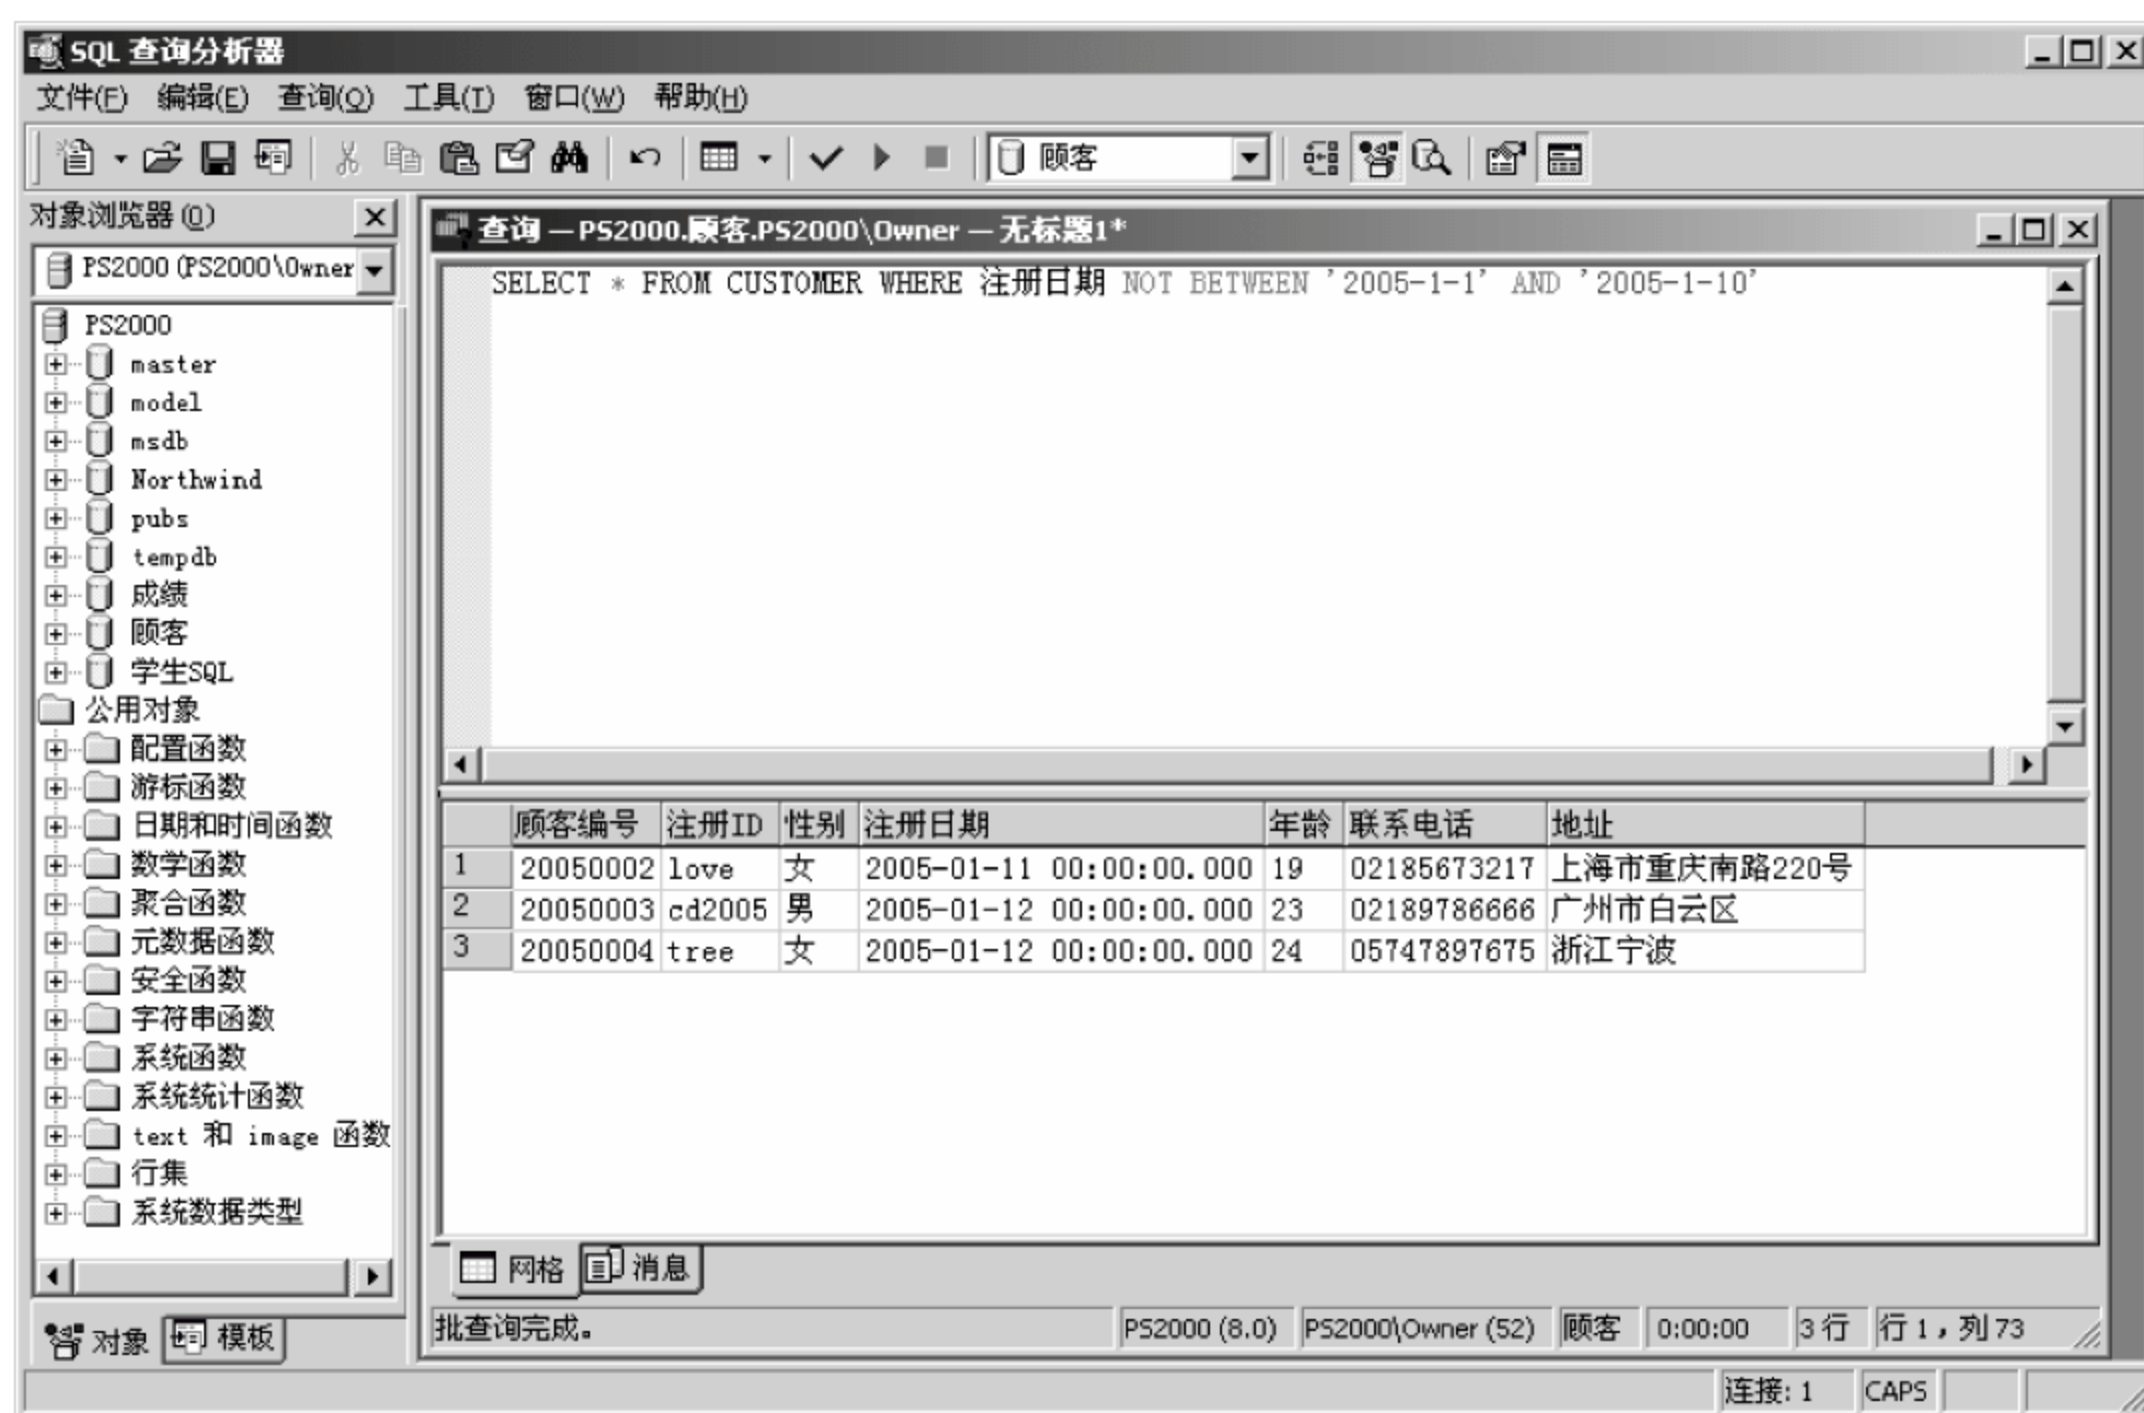 SQL 查询分析器
文件(F) 编辑(E) 查询(Q) 工具(T) 窗口(W) 帮助(H)
顾客
对象浏览器(O)
PS2000 (PS2000\Owner
PS2000
master
model
msdb
Northwind
pubs
tempdb
成绩
顾客
学生SQL
公用对象
配置函数
游标函数
日期和时间函数
数学函数
聚合函数
元数据函数
安全函数
字符串函数
系统函数
系统统计函数
text 和 image 函数
行集
系统数据类型
对象 模板
查询 — PS2000.顾客.PS2000\Owner — 无标题1*
SELECT * FROM CUSTOMER WHERE 注册日期 NOT BETWEEN '2005-1-1' AND '2005-1-10'
顾客编号 注册ID 性别 注册日期 年龄 联系电话 地址
1 20050002 love 女 2005-01-11 00:00:00.000 19 02185673217 上海市重庆南路220号
2 20050003 cd2005 男 2005-01-12 00:00:00.000 23 02189786666 广州市白云区
3 20050004 tree 女 2005-01-12 00:00:00.000 24 05747897675 浙江宁波
网格 消息
批查询完成。 PS2000 (8.0) PS2000\Owner (52) 顾客 0:00:00 3 行 行 1，列 73
连接: 1 CAPS